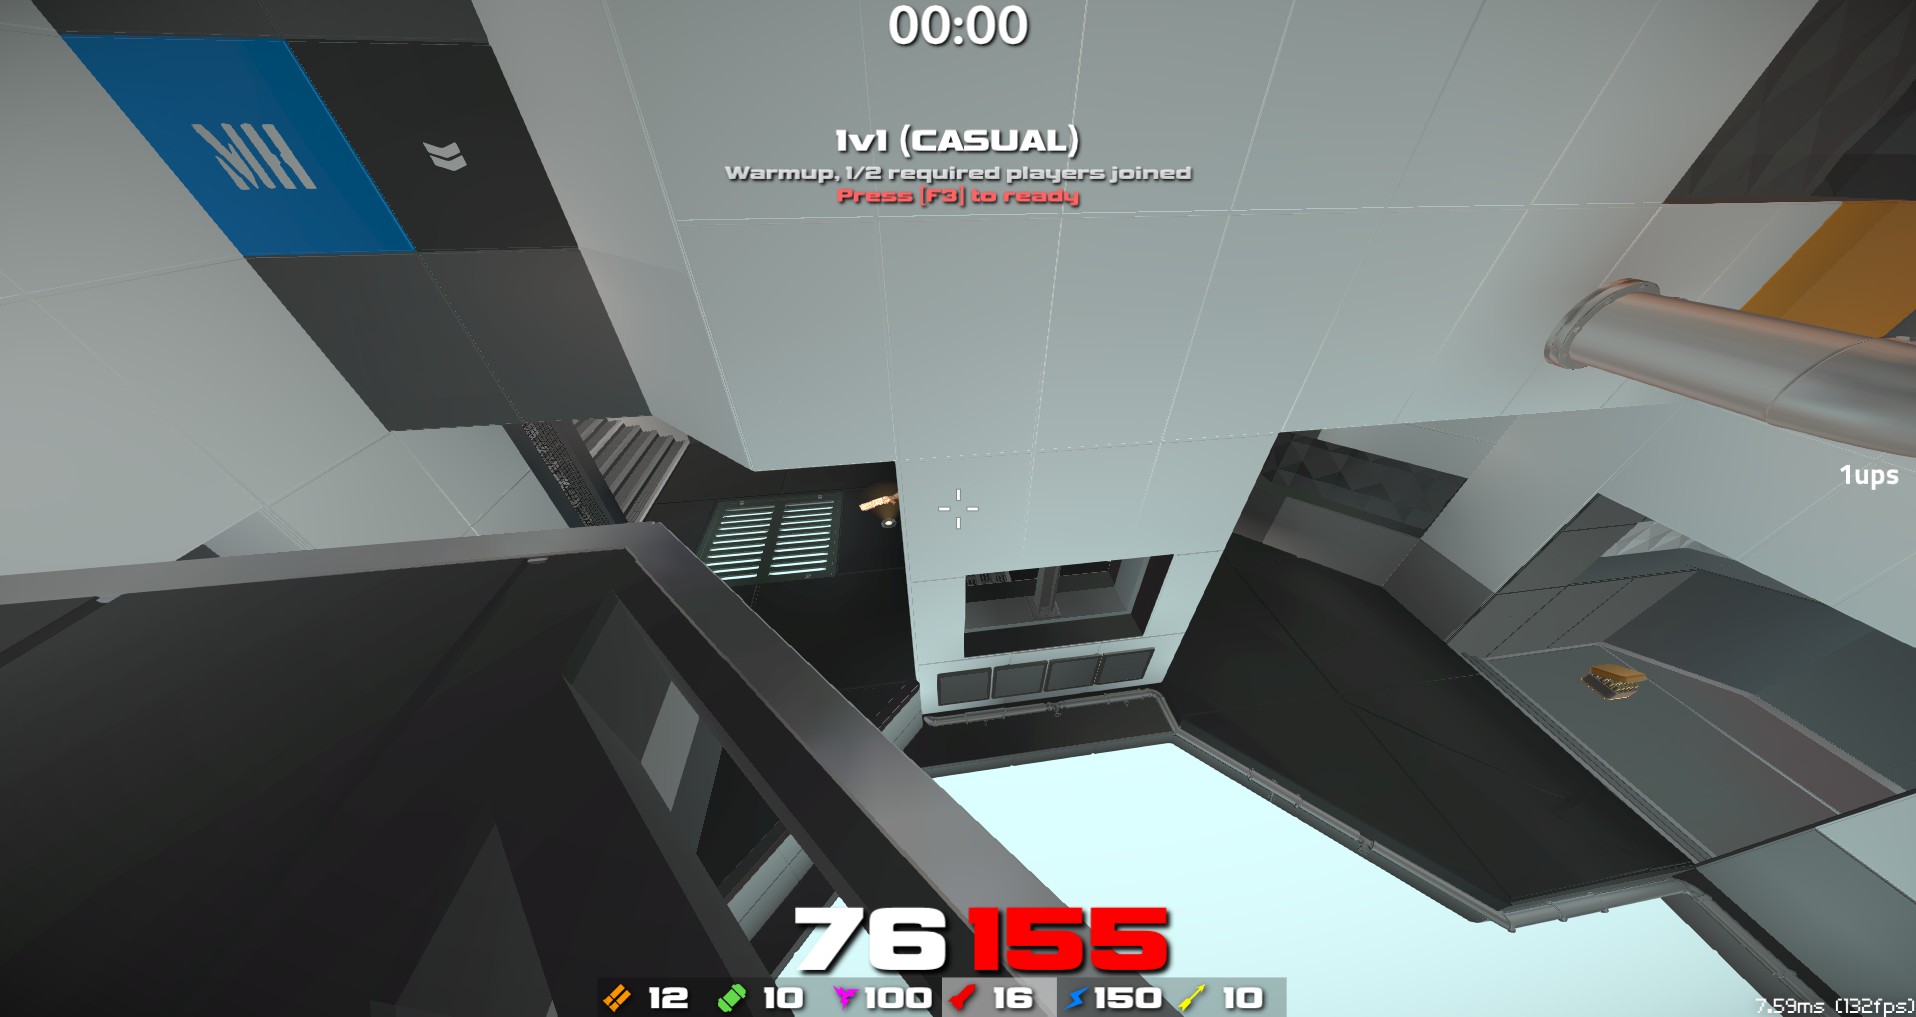 00:00
1v1 (CASUAL)
Warmup, 1/2 required players joined
Press [F3] to ready
1ups
76 155
12 10 100 16 150 10
7.59ms (132fps)